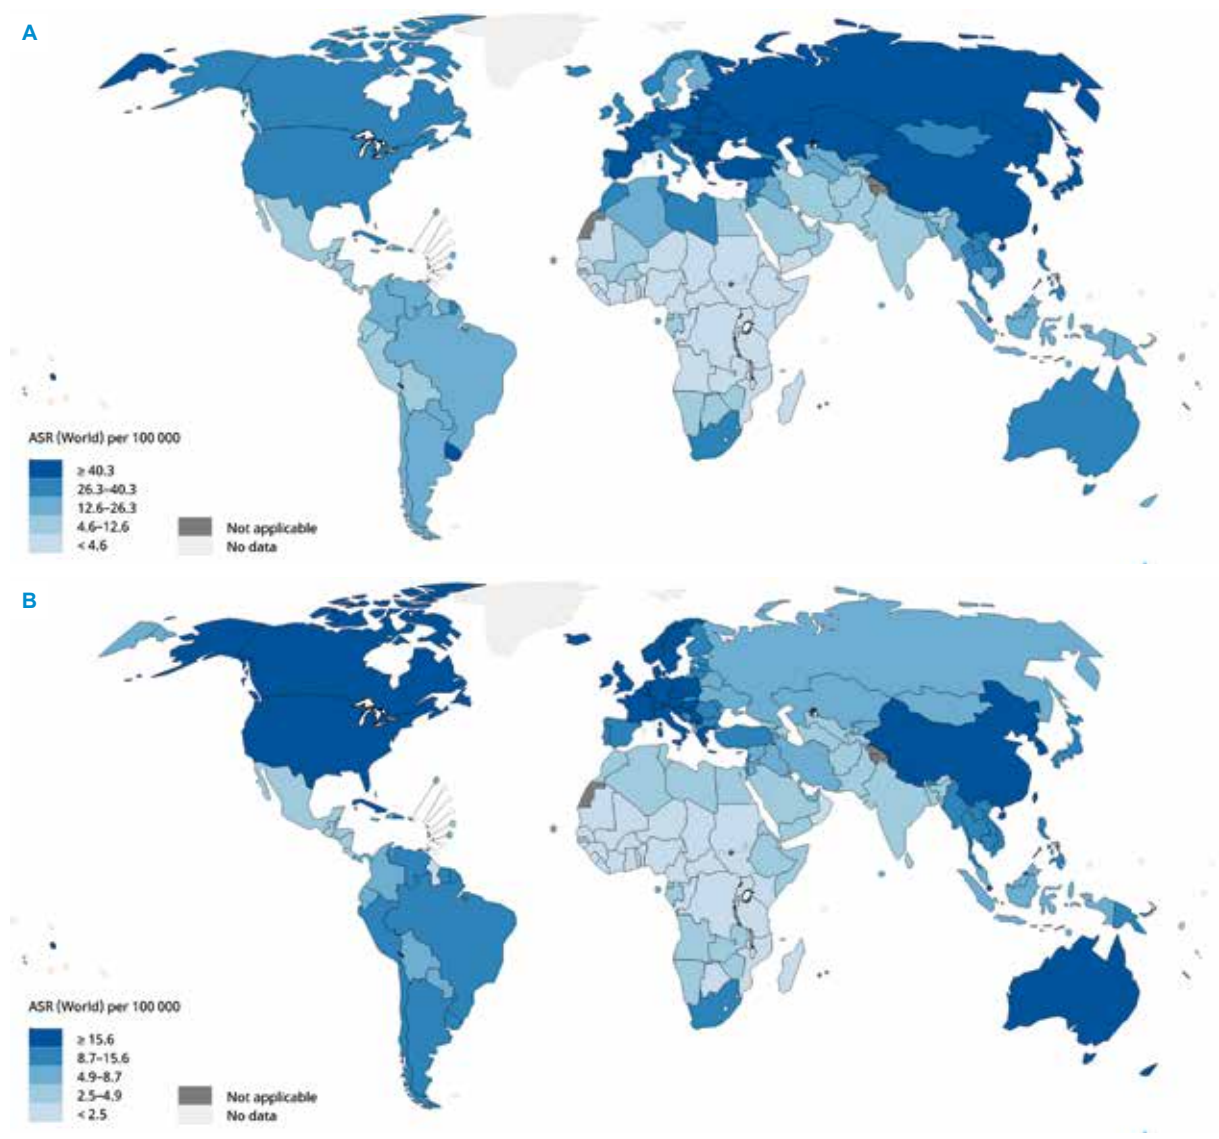 A
ASR (World) per 100 000
≥ 40.3
26.3–40.3
12.6–26.3
4.6–12.6
< 4.6
Not applicable
No data
B
ASR (World) per 100 000
≥ 15.6
8.7–15.6
4.9–8.7
2.5–4.9
< 2.5
Not applicable
No data